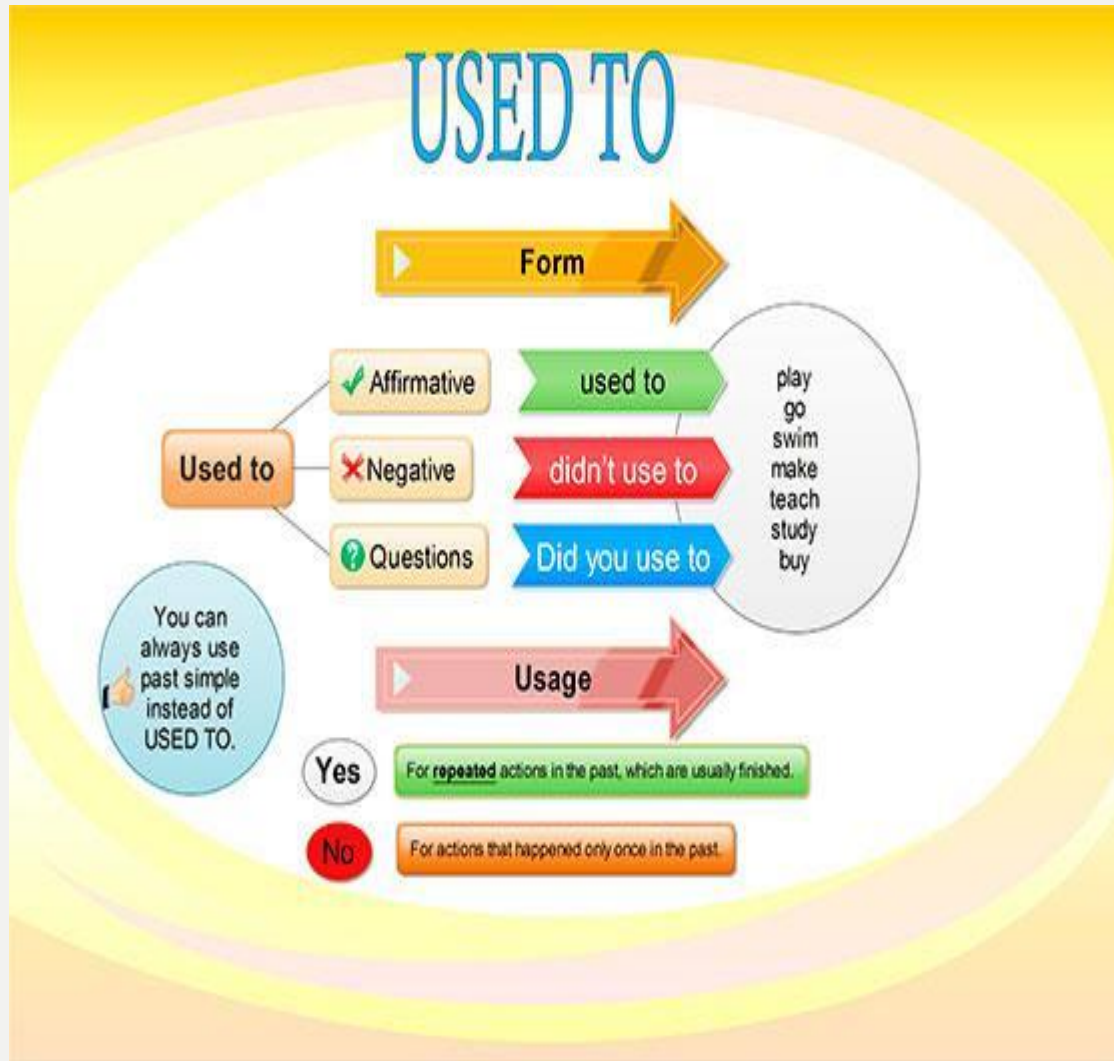 USED TO
Form
Used to
Affirmative
used to
Negative
didn't use to
Questions
Did you use to
play
go
swim
make
teach
study
buy
You can
always use
past simple
instead of
USED TO.
Usage
Yes
For repeated actions in the past, which are usually finished.
No
For actions that happened only once in the past.